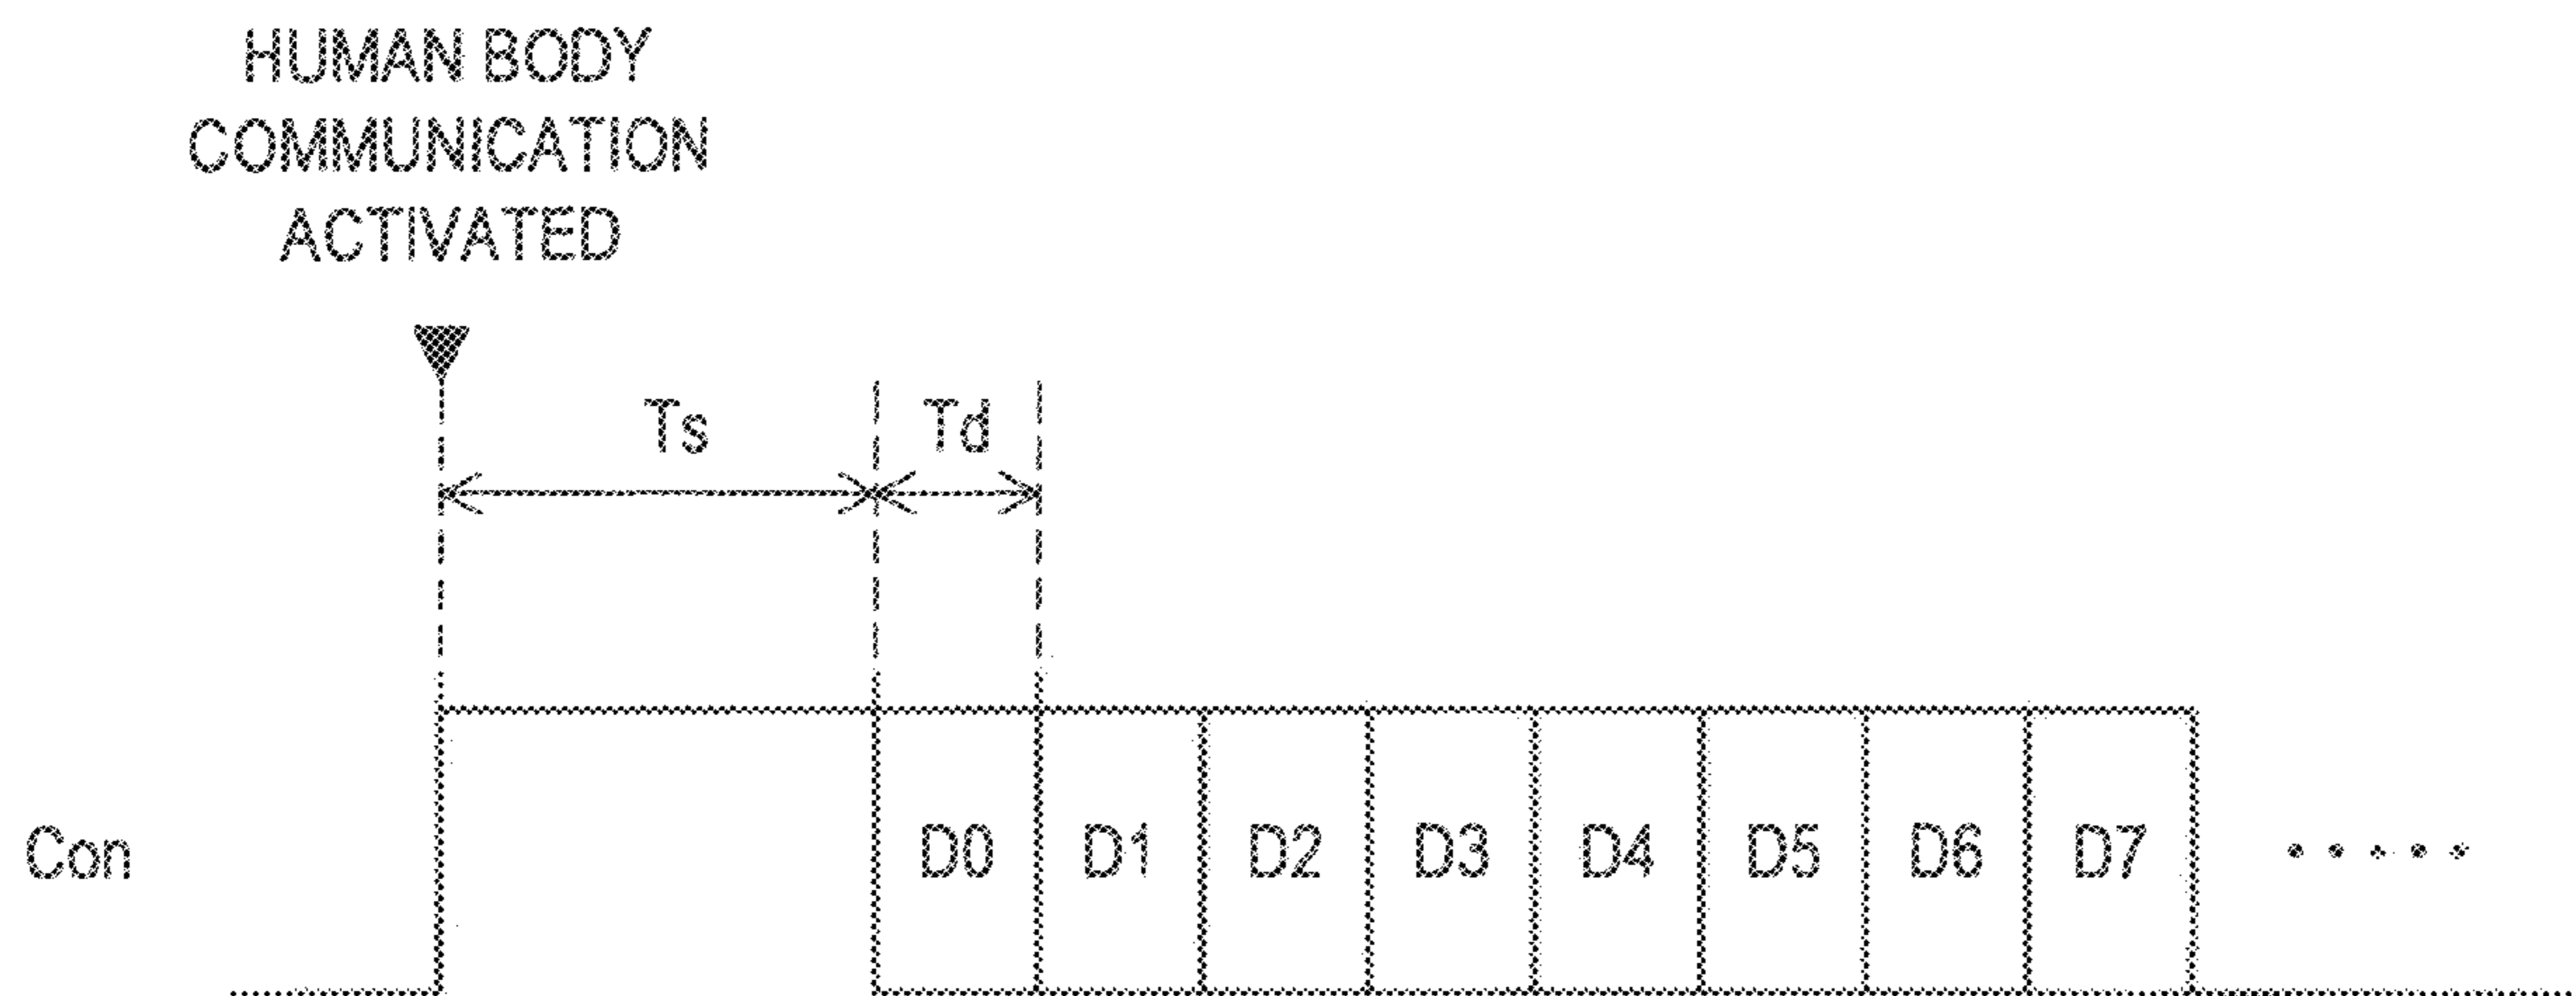 HUMAN BODY
COMMUNICATION
ACTIVATED
Ts Td
Con D0 D1 D2 D3 D4 D5 D6 D7 .....